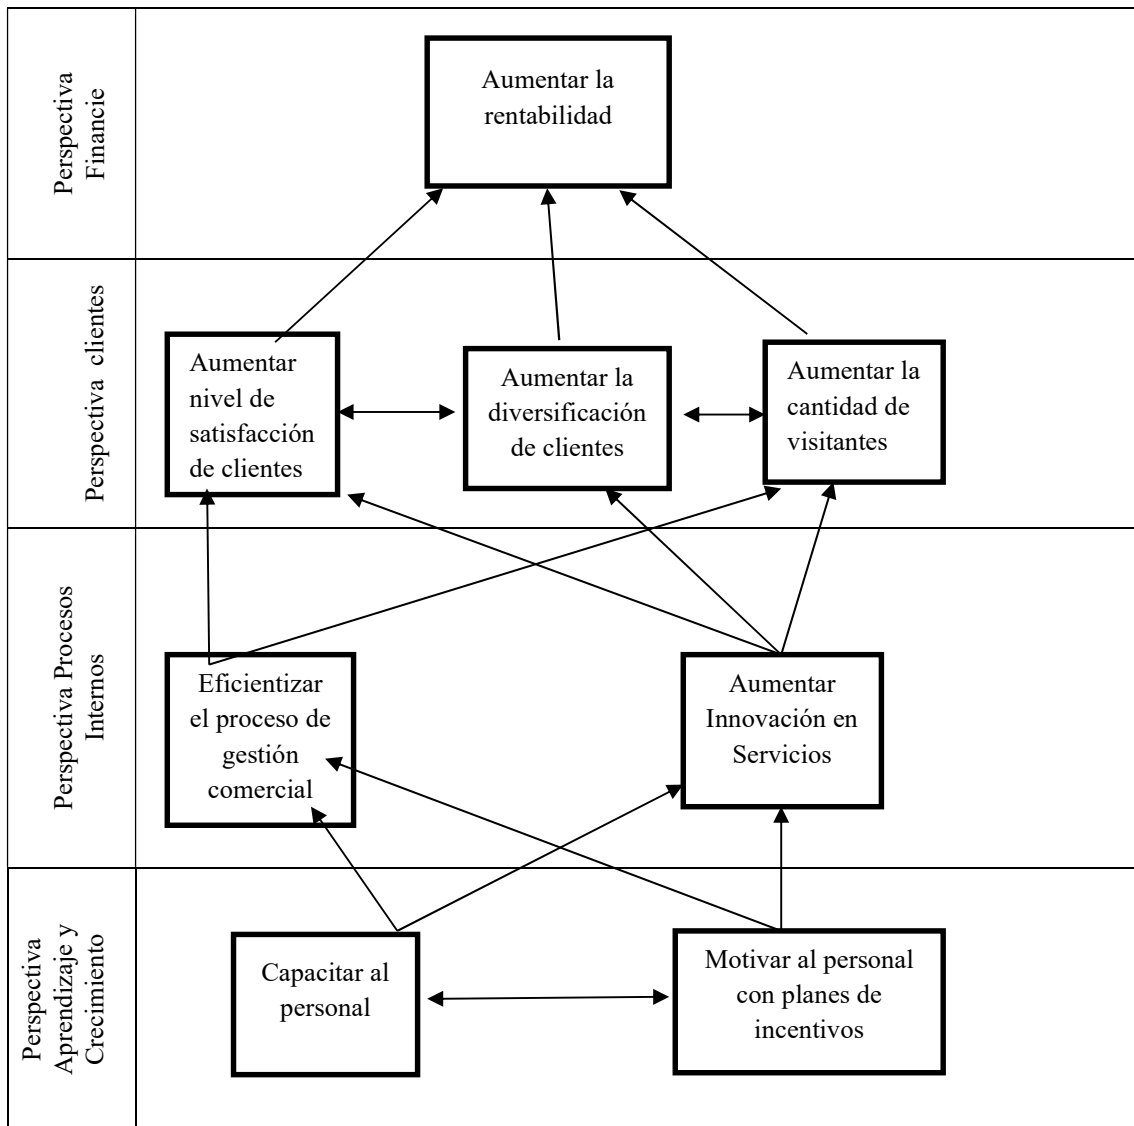 Perspectiva
Financie
Aumentar la
rentabilidad
Perspectiva clientes
Aumentar
nivel de
satisfacción
de clientes
Aumentar la
diversificación
de clientes
Aumentar la
cantidad de
visitantes
Perspectiva Procesos
Internos
Eficientizar
el proceso de
gestión
comercial
Aumentar
Innovación en
Servicios
Perspectiva
Aprendizaje y
Crecimiento
Capacitar al
personal
Motivar al personal
con planes de
incentivos